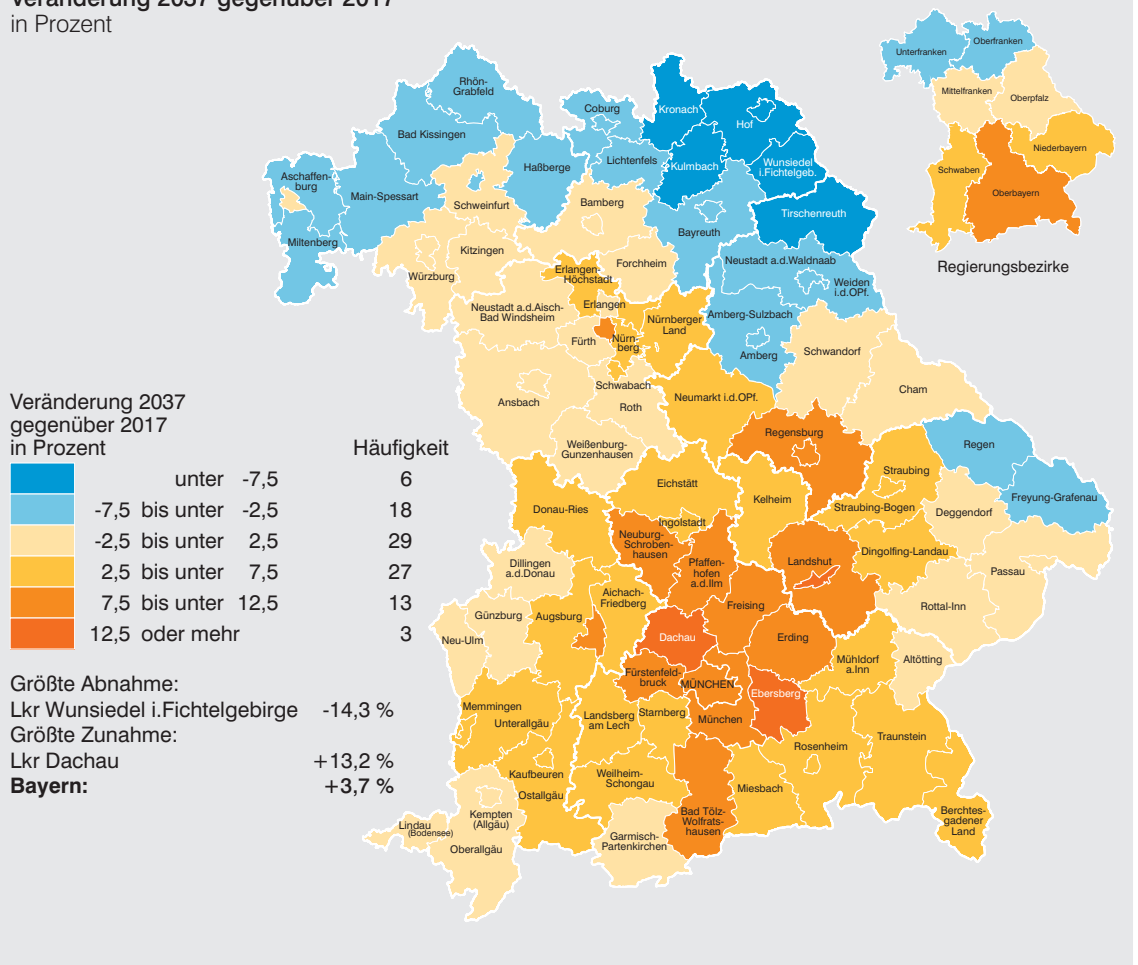 Veränderung 2037 gegenüber 2017
in Prozent
Unterfranken
Oberfranken
Mittelfranken
Oberpfalz
Niederbayern
Schwaben
Oberbayern
Regierungsbezirke
Rhön-
Grabfeld
Coburg
Kronach
Hof
Bad Kissingen
Haßberge
Lichtenfels
Kulmbach
Wunsiedel
i.Fichtelgeb.
Aschaffen-
burg
Main-Spessart
Schweinfurt
Bamberg
Bayreuth
Tirschenreuth
Miltenberg
Kitzingen
Würzburg
Forchheim
Neustadt a.d.Waldnaab
Erlangen-
Höchstadt
Weiden
i.d.OPf.
Neustadt a.d.Aisch-
Bad Windsheim
Erlangen
Nürnberger
Land
Amberg-Sulzbach
Fürth
Nürn-
berg
Amberg
Schwandorf
Ansbach
Schwabach
Roth
Neumarkt i.d.OPf.
Cham
Weißenburg-
Gunzenhausen
Regensburg
Regen
Eichstätt
Kelheim
Straubing
Freyung-Grafenau
Donau-Ries
Ingolstadt
Straubing-Bogen
Deggendorf
Neuburg-
Schroben-
hausen
Pfaffen-
hofen
a.d.Ilm
Landshut
Dingolfing-Landau
Passau
Dillingen
a.d.Donau
Aichach-
Friedberg
Freising
Rottal-Inn
Günzburg
Augsburg
Dachau
Erding
Neu-Ulm
Mühldorf
a.Inn
Altötting
Fürstenfeld-
bruck
MÜNCHEN
Ebersberg
Memmingen
Unterallgäu
Landsberg
am Lech
Starnberg
München
Rosenheim
Traunstein
Kaufbeuren
Weilheim-
Schongau
Miesbach
Ostallgäu
Bad Tölz-
Wolfrats-
hausen
Berchtes-
gadener
Land
Kempten
(Allgäu)
Lindau
(Bodensee)
Oberallgäu
Garmisch-
Partenkirchen
Veränderung 2037
gegenüber 2017
in Prozent Häufigkeit
unter -7,5 6
-7,5 bis unter -2,5 18
-2,5 bis unter 2,5 29
2,5 bis unter 7,5 27
7,5 bis unter 12,5 13
12,5 oder mehr 3
Größte Abnahme:
Lkr Wunsiedel i.Fichtelgebirge -14,3 %
Größte Zunahme:
Lkr Dachau +13,2 %
Bayern: +3,7 %